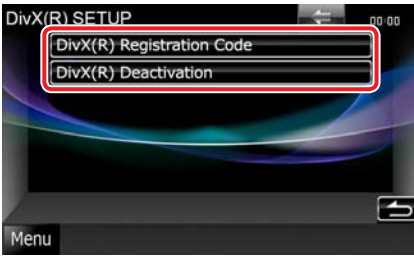 DivX(R) SETUP
00:00
DivX(R) Registration Code
DivX(R) Deactivation
Menu